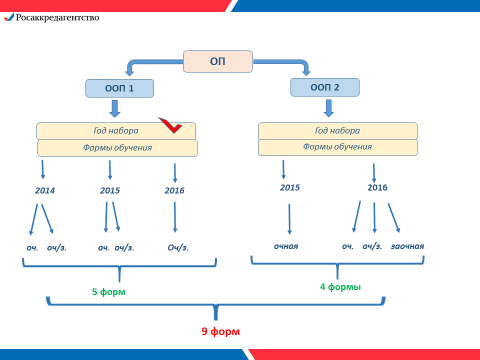 Росаккредагентство
ОП
ООП 1
ООП 2
Год набора
Формы обучения
Год набора
Формы обучения
2014 2015 2016
2015 2016
оч. оч/з. оч. оч/з. Оч/з.
очная оч. оч/з. заочная
5 форм
4 формы
9 форм